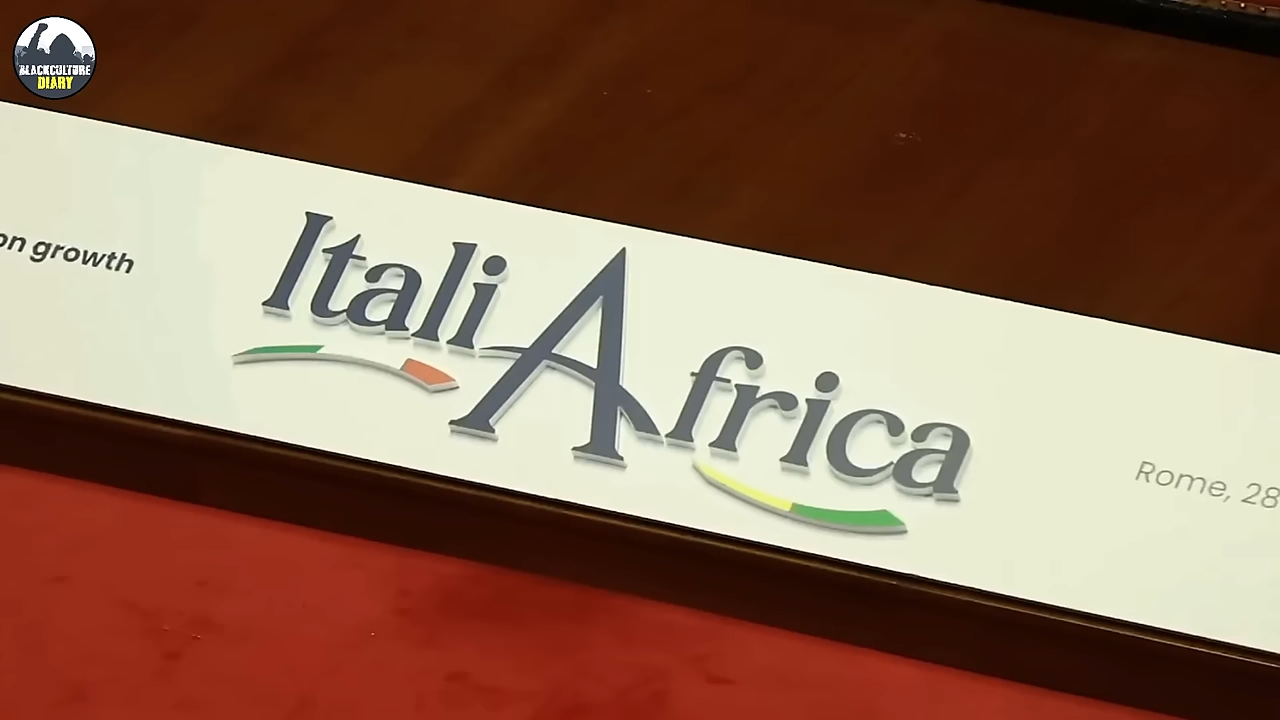 BLACKCULTURE
DIARY
on growth
ItaliAfrica
Rome, 28